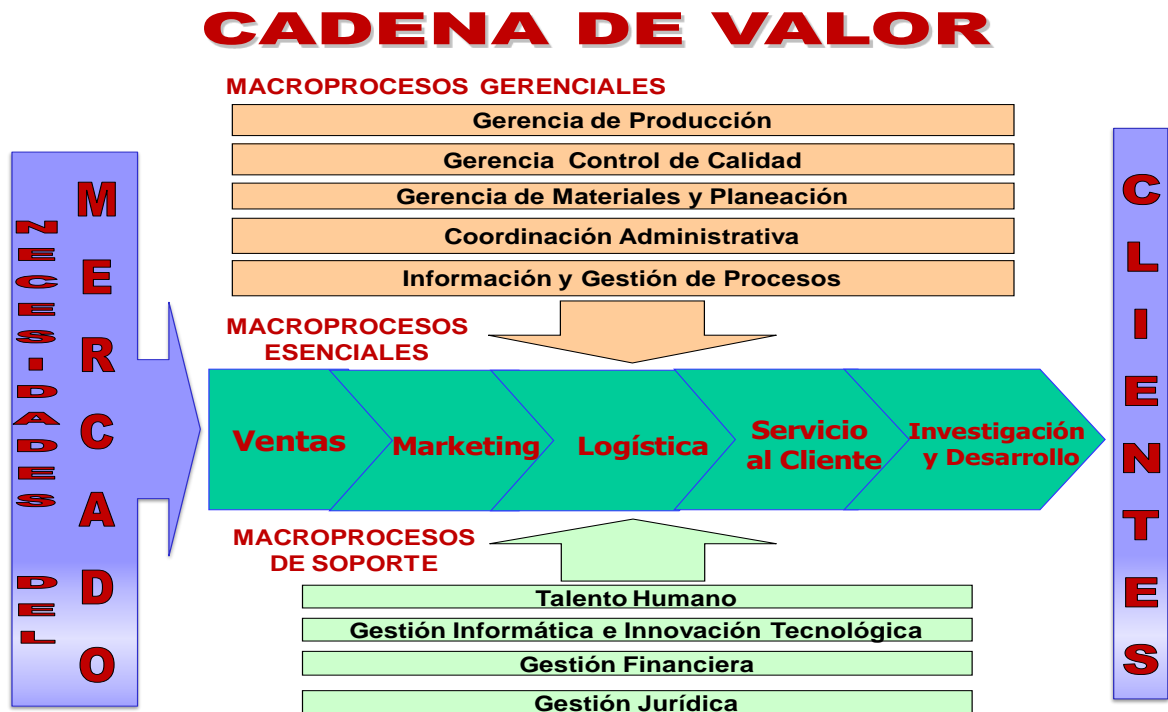 CADENA DE VALOR
MACROPROCESOS GERENCIALES
Gerencia de Producción
Gerencia Control de Calidad
Gerencia de Materiales y Planeación
Coordinación Administrativa
Información y Gestión de Procesos
NECESIDADES DEL
MERCADO
MACROPROCESOS
ESENCIALES
Ventas
Marketing
Logística
Servicio
al Cliente
Investigación
y Desarrollo
MACROPROCESOS
DE SOPORTE
Talento Humano
Gestión Informática e Innovación Tecnológica
Gestión Financiera
Gestión Jurídica
CLIENTES